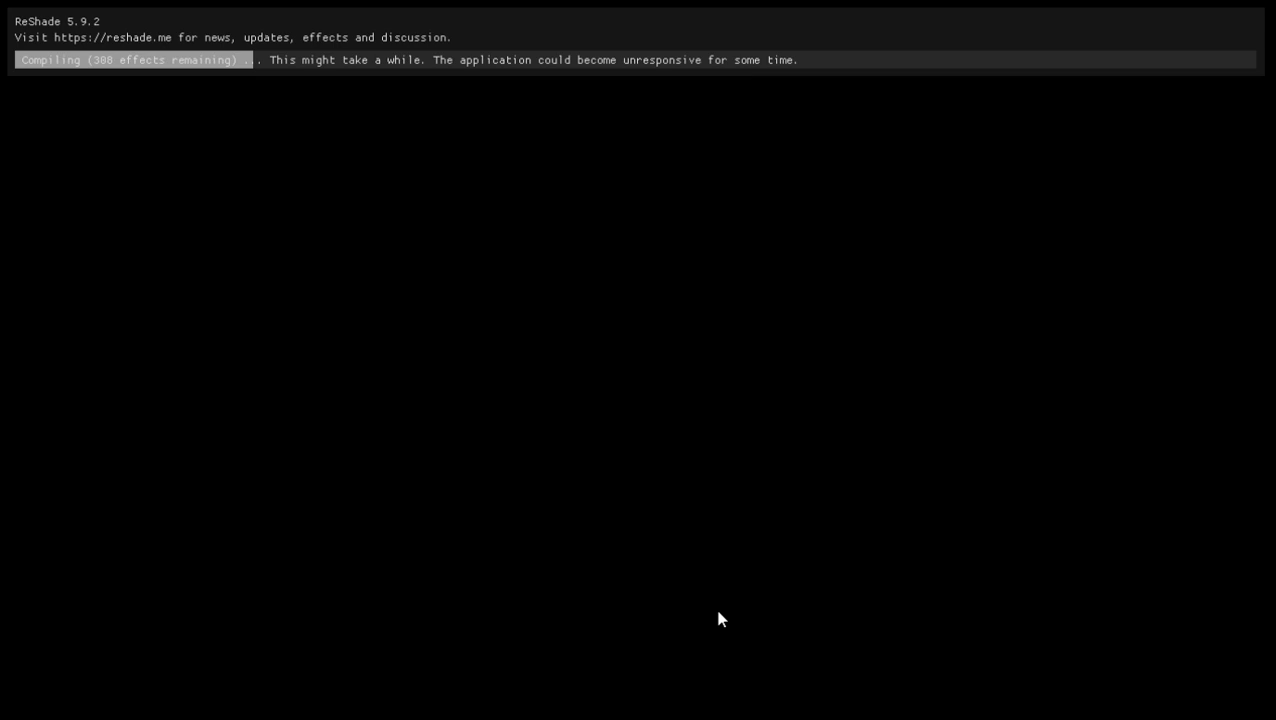 ReShade 5.9.2
Visit https://reshade.me for news, updates, effects and discussion.
Compiling (308 effects remaining) ... This might take a while. The application could become unresponsive for some time.